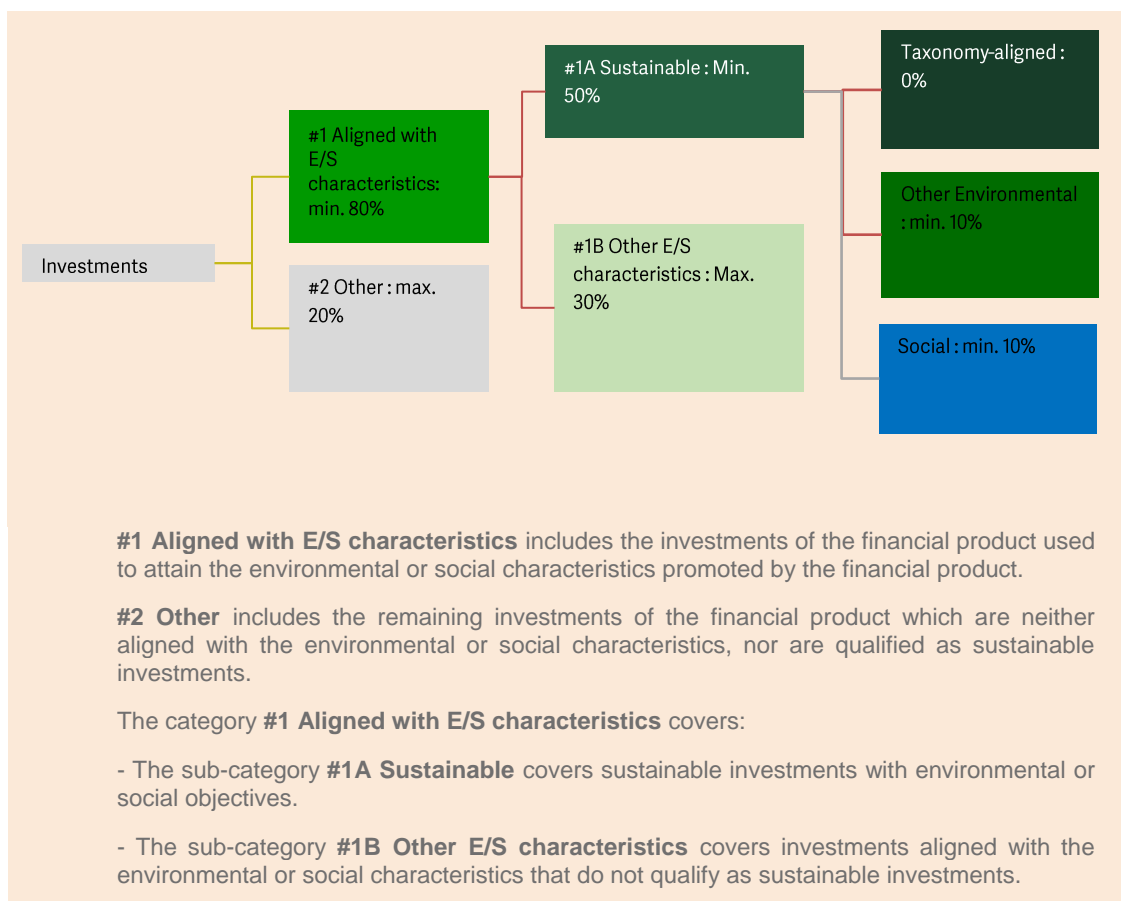 Investments
#1 Aligned with
E/S
characteristics:
min. 80%
#2 Other : max.
20%
#1A Sustainable : Min.
50%
#1B Other E/S
characteristics : Max.
30%
Taxonomy-aligned :
0%
Other Environmental
: min. 10%
Social : min. 10%
#1 Aligned with E/S characteristics includes the investments of the financial product used
to attain the environmental or social characteristics promoted by the financial product.
#2 Other includes the remaining investments of the financial product which are neither
aligned with the environmental or social characteristics, nor are qualified as sustainable
investments.
The category #1 Aligned with E/S characteristics covers:
- The sub-category #1A Sustainable covers sustainable investments with environmental or
social objectives.
- The sub-category #1B Other E/S characteristics covers investments aligned with the
environmental or social characteristics that do not qualify as sustainable investments.